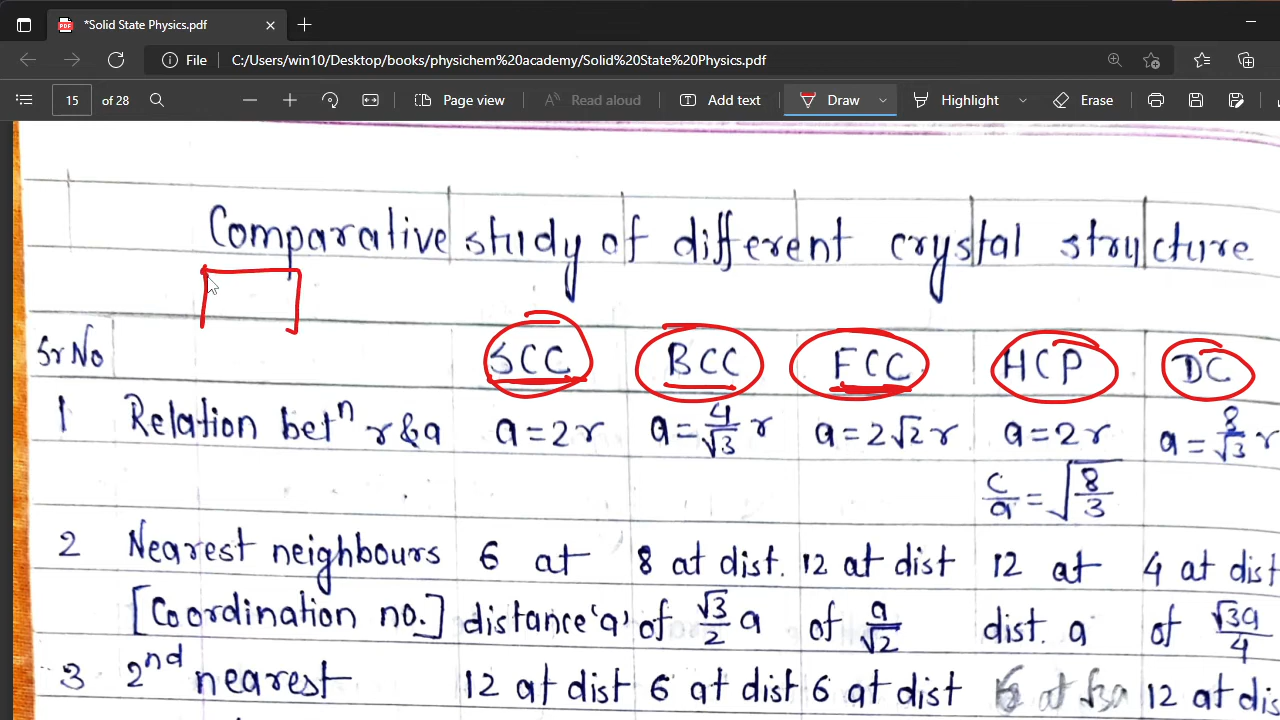 *Solid State Physics.pdf
File C:/Users/win10/Desktop/books/physichem%20academy/Solid%20State%20Physics.pdf
15 of 28 Page view Read aloud Add text Draw Highlight Erase
Comparative study of different crystal structure
Sr No SCC BCC FCC HCP DC
1 Relation betⁿ r & a a = 2r a = 4/√3 r a = 2√2 r a = 2r a = 8/√3 r
c/a = √8/3
2 Nearest neighbours 6 at 8 at dist. 12 at dist 12 at 4 at dist
[Coordination no.] distance 'a' of √3/2 a of a/√2 dist. a of √3a/4
3 2nd nearest 12 at dist 6 at dist 6 at dist at √3a 12 at dis